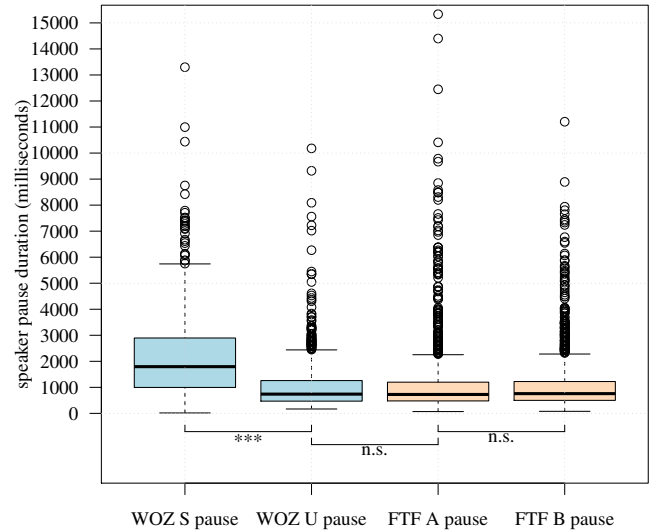 speaker pause duration (milliseconds)
15000
14000
13000
12000
11000
10000
9000
8000
7000
6000
5000
4000
3000
2000
1000
0
***
n.s.
n.s.
WOZ S pause
WOZ U pause
FTF A pause
FTF B pause